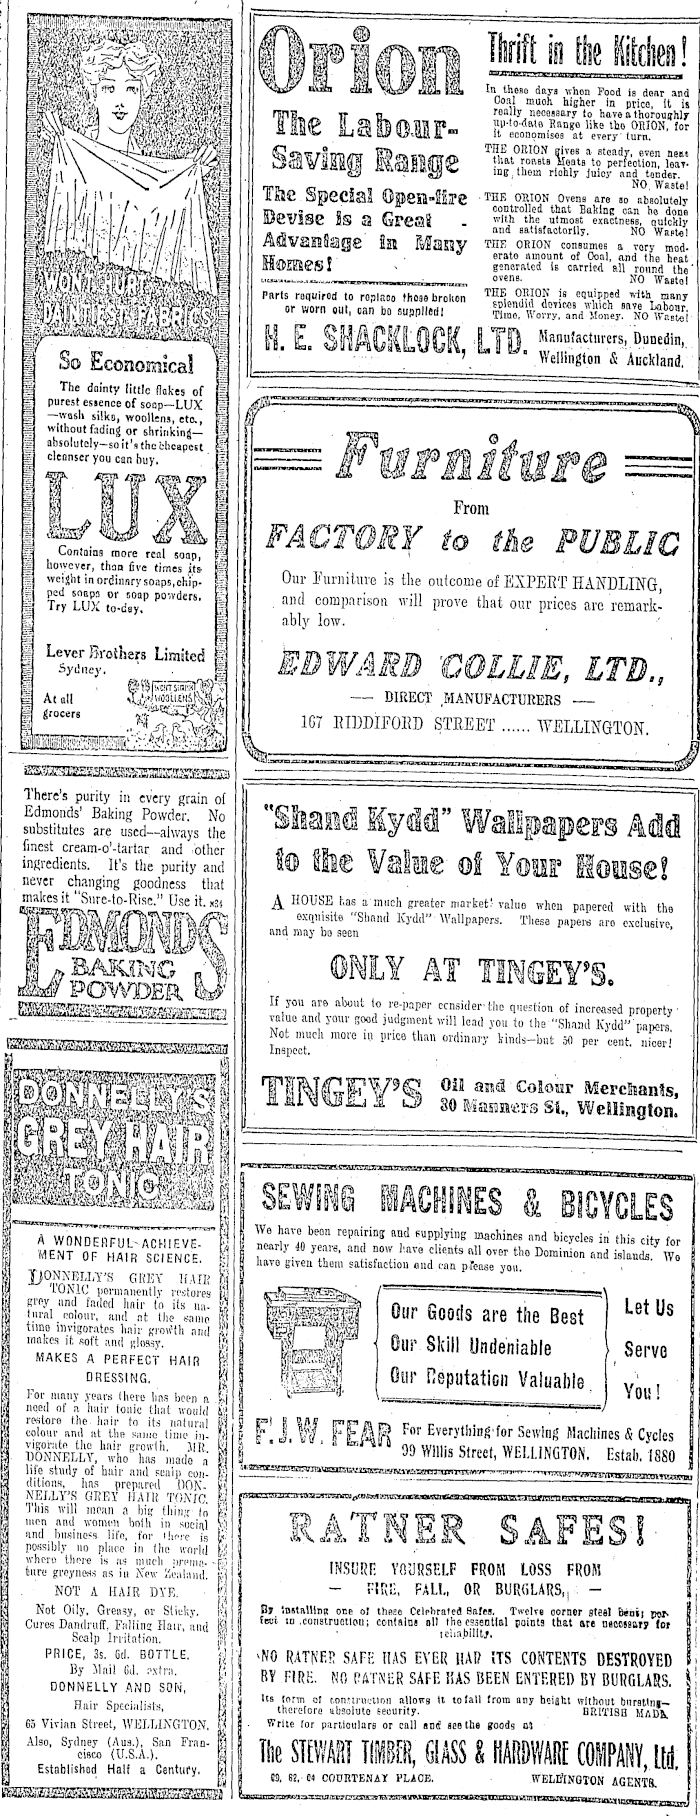 WON'T HURT
DAINTIEST FABRICS
So Economical
The dainty little flakes of
purest essence of soap—LUX
—wash silks, woollens, etc.,
without fading or shrinking—
absolutely—so it's the cheapest
cleanser you can buy.
LUX
Contains more real soap,
however, than five times its
weight in ordinary soaps, chip-
ped soaps or soap powders.
Try LUX to-day.
Lever Brothers Limited
Sydney.
At all
grocers
WONT SHRINK
WOOLLENS
There's purity in every grain of
Edmonds' Baking Powder. No
substitutes are used—always the
finest cream-o'-tartar and other
ingredients. It's the purity and
never changing goodness that
makes it "Sure-to-Rise." Use it.
EDMONDS
BAKING
POWDER
DONNELLY'S
GREY HAIR
TONIC
A WONDERFUL ACHIEVE-
MENT OF HAIR SCIENCE.
DONNELLY'S GREY HAIR
TONIC permanently restores
grey and faded hair to its na-
tural colour, and at the same
time invigorates hair growth and
makes it soft and glossy.
MAKES A PERFECT HAIR
DRESSING.
For many years there has been a
need of a hair tonic that would
restore the hair to its natural
colour and at the same time in-
vigorate the hair growth. MR.
DONNELLY, who has made a
life study of hair and scalp con-
ditions, has prepared DON-
NELLY'S GREY HAIR TONIC.
This will mean a big thing to
men and women both in social
and business life, for there is
possibly no place in the world
where there is as much prema-
ture greyness as in New Zealand.
NOT A HAIR DYE.
Not Oily, Greasy, or Sticky.
Cures Dandruff, Falling Hair, and
Scalp Irritation.
PRICE, 3s. 6d. BOTTLE.
By Mail 6d. extra.
DONNELLY AND SON,
Hair Specialists,
65 Vivian Street, WELLINGTON.
Also, Sydney (Aus.), San Fran-
cisco (U.S.A.).
Established Half a Century.
Orion
The Labour-
Saving Range
The Special Open-fire
Devise is a Great
Advantage in Many
Homes!
Parts required to replace those broken
or worn out, can be supplied!
Thrift in the Kitchen!
In these days when Food is dear and
Coal much higher in price, it is
really necessary to have a thoroughly
up-to-date Range like the ORION, for
it economises at every turn.
THE ORION gives a steady, even heat
that roasts Meats to perfection, leav-
ing them richly juicy and tender.
NO Waste!
THE ORION Ovens are so absolutely
controlled that Baking can be done
with the utmost exactness, quickly
and satisfactorily. NO Waste!
THE ORION consumes a very mod-
erate amount of Coal, and the heat
generated is carried all round the
ovens. NO Waste!
THE ORION is equipped with many
splendid devices which save Labour,
Time, Worry, and Money. NO Waste!
H. E. SHACKLOCK, LTD. Manufacturers, Dunedin,
Wellington & Auckland.
Furniture
From
FACTORY to the PUBLIC
Our Furniture is the outcome of EXPERT HANDLING,
and comparison will prove that our prices are remark-
ably low.
EDWARD COLLIE, LTD.,
— DIRECT MANUFACTURERS —
167 RIDDIFORD STREET ...... WELLINGTON.
"Shand Kydd" Wallpapers Add
to the Value of Your House!
A HOUSE has a much greater market value when papered with the
exquisite "Shand Kydd" Wallpapers. These papers are exclusive,
and may be seen
ONLY AT TINGEY'S.
If you are about to re-paper consider the question of increased property
value and your good judgment will lead you to the "Shand Kydd" papers.
Not much more in price than ordinary kinds—but 50 per cent. nicer!
Inspect.
TINGEY'S Oil and Colour Merchants,
30 Manners St., Wellington.
SEWING MACHINES & BICYCLES
We have been repairing and supplying machines and bicycles in this city for
nearly 40 years, and now have clients all over the Dominion and islands. We
have given them satisfaction and can please you.
Our Goods are the Best
Our Skill Undeniable
Our Reputation Valuable
Let Us
Serve
You!
F. J. W. FEAR For Everything for Sewing Machines & Cycles
99 Willis Street, WELLINGTON. Estab. 1880
RATNER SAFES!
INSURE YOURSELF FROM LOSS FROM
— FIRE, FALL, OR BURGLARS, —
By installing one of these Celebrated Safes. Twelve corner steel bent; per-
fect in construction; contains all the essential points that are necessary for
reliability.
NO RATNER SAFE HAS EVER HAD ITS CONTENTS DESTROYED
BY FIRE. NO RATNER SAFE HAS BEEN ENTERED BY BURGLARS.
Its form of construction allows it to fall from any height without bursting—
therefore absolute security. BRITISH MADE
Write for particulars or call and see the goods at
The STEWART TIMBER, GLASS & HARDWARE COMPANY, Ltd.
COURTENAY PLACE. WELLINGTON AGENTS.